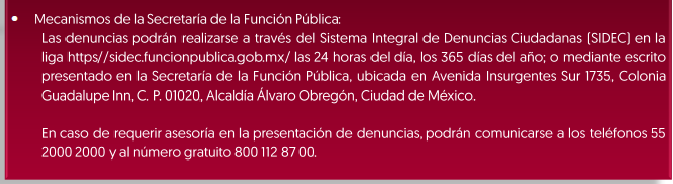 • Mecanismos de la Secretaría de la Función Pública:
Las denuncias podrán realizarse a través del Sistema Integral de Denuncias Ciudadanas (SIDEC) en la
liga https//sidec.funcionpublica.gob.mx/ las 24 horas del día, los 365 días del año; o mediante escrito
presentado en la Secretaría de la Función Pública, ubicada en Avenida Insurgentes Sur 1735, Colonia
Guadalupe Inn, C. P. 01020, Alcaldía Álvaro Obregón, Ciudad de México.
En caso de requerir asesoría en la presentación de denuncias, podrán comunicarse a los teléfonos 55
2000 2000 y al número gratuito 800 112 87 00.